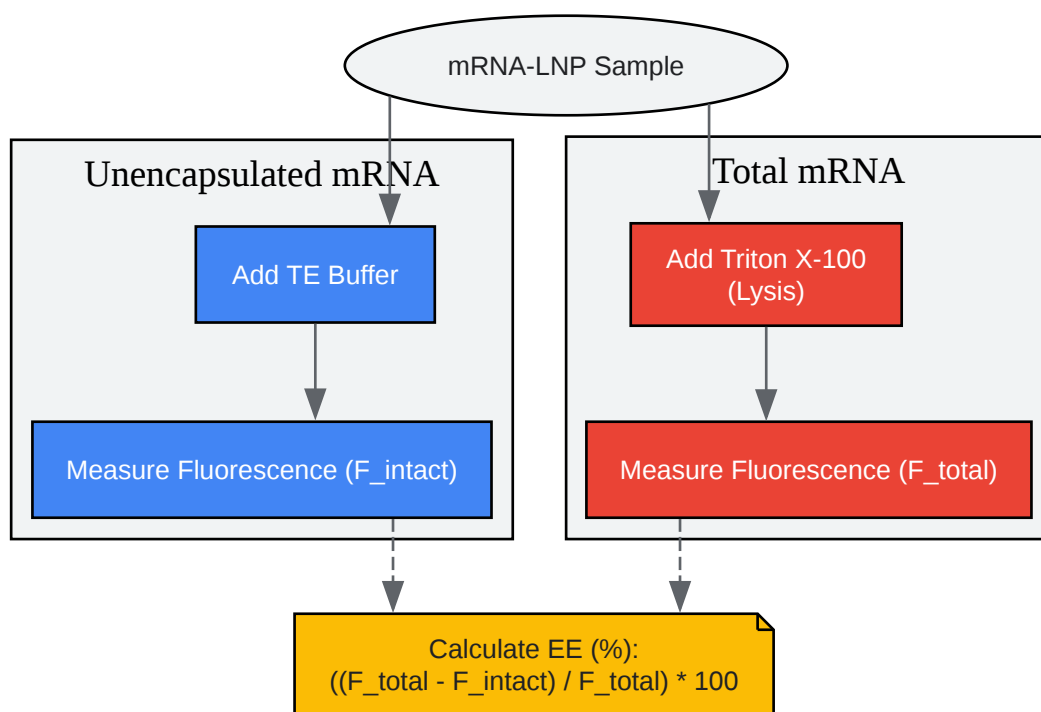 mRNA-LNP Sample
Unencapsulated mRNA
Add TE Buffer
Measure Fluorescence (F_intact)
Total mRNA
Add Triton X-100
(Lysis)
Measure Fluorescence (F_total)
Calculate EE (%):
((F_total - F_intact) / F_total) * 100